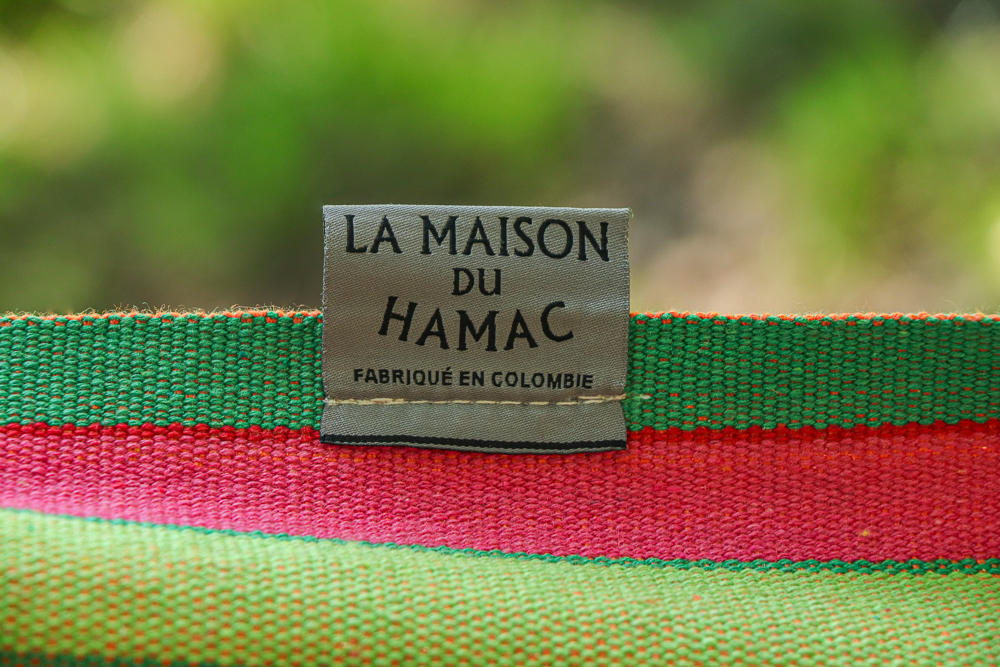 LA MAISON
DU
HAMAC
FABRIQUÉ EN COLOMBIE